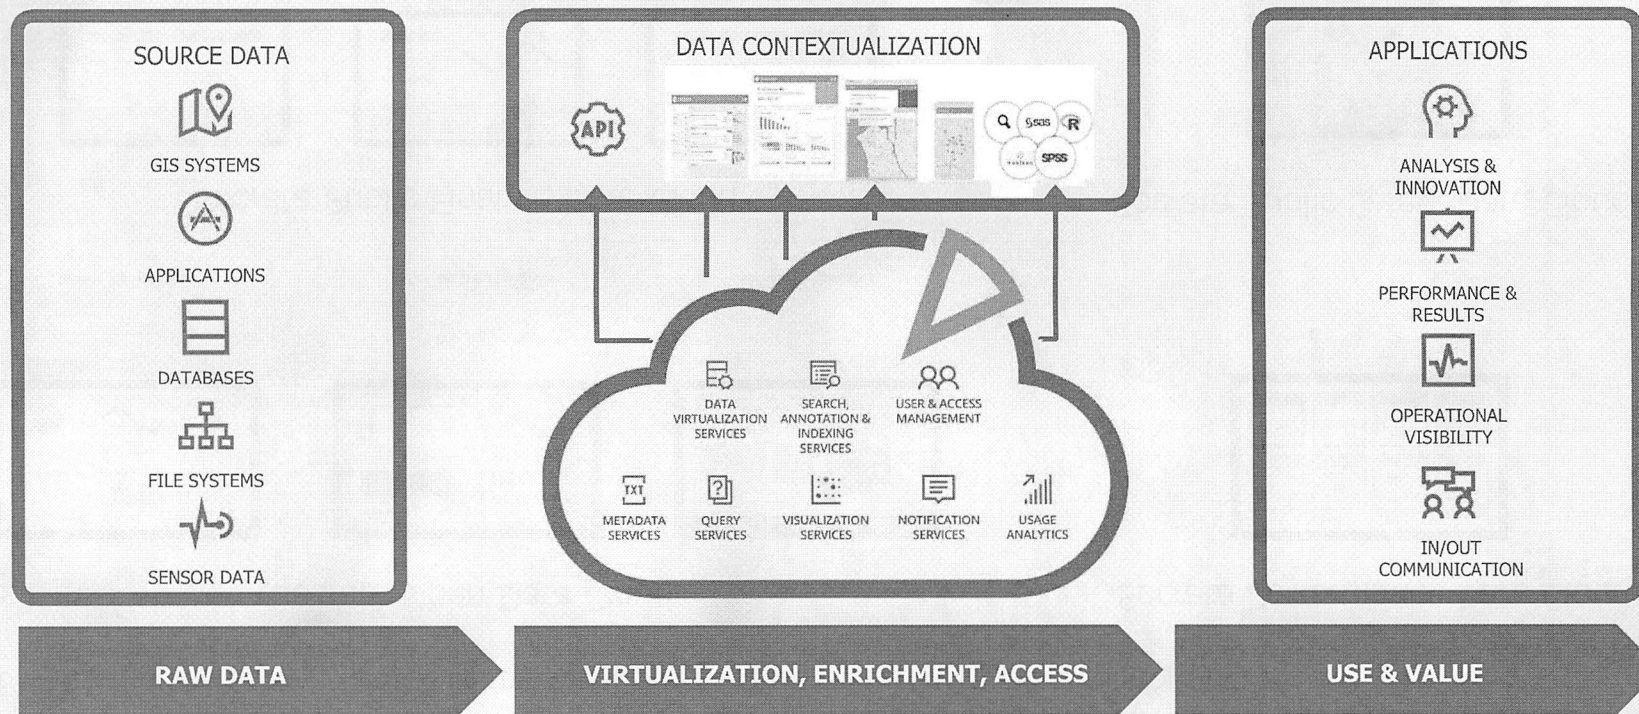 SOURCE DATA
GIS SYSTEMS
APPLICATIONS
DATABASES
FILE SYSTEMS
SENSOR DATA
DATA CONTEXTUALIZATION
API
sas
R
SPSS
DATA
VIRTUALIZATION
SERVICES
SEARCH,
ANNOTATION &
INDEXING
SERVICES
USER & ACCESS
MANAGEMENT
TXT
METADATA
SERVICES
?
QUERY
SERVICES
VISUALIZATION
SERVICES
NOTIFICATION
SERVICES
USAGE
ANALYTICS
APPLICATIONS
ANALYSIS &
INNOVATION
PERFORMANCE &
RESULTS
OPERATIONAL
VISIBILITY
IN/OUT
COMMUNICATION
RAW DATA
VIRTUALIZATION, ENRICHMENT, ACCESS
USE & VALUE